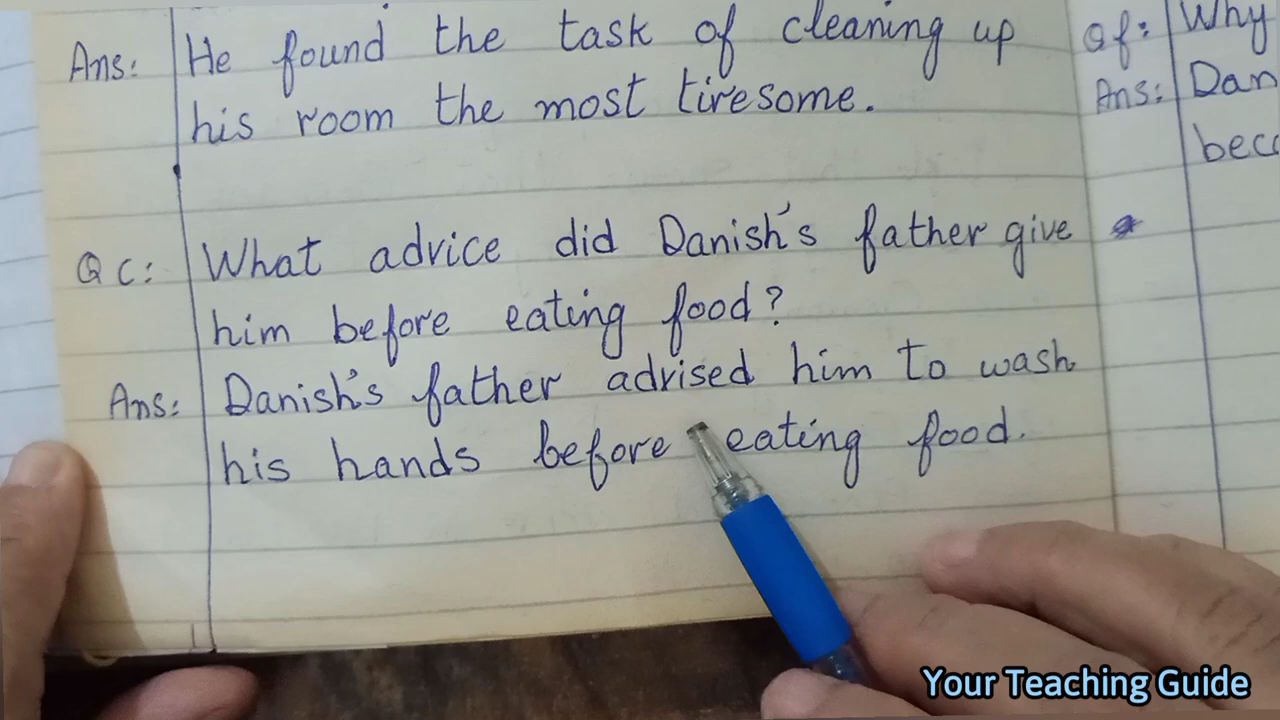 Ans: He found the task of cleaning up
his room the most tiresome.
Q c: What advice did Danish's father give
him before eating food?
Ans: Danish's father advised him to wash
his hands before eating food.
Q f: Why
Ans: Dan
bec
Your Teaching Guide